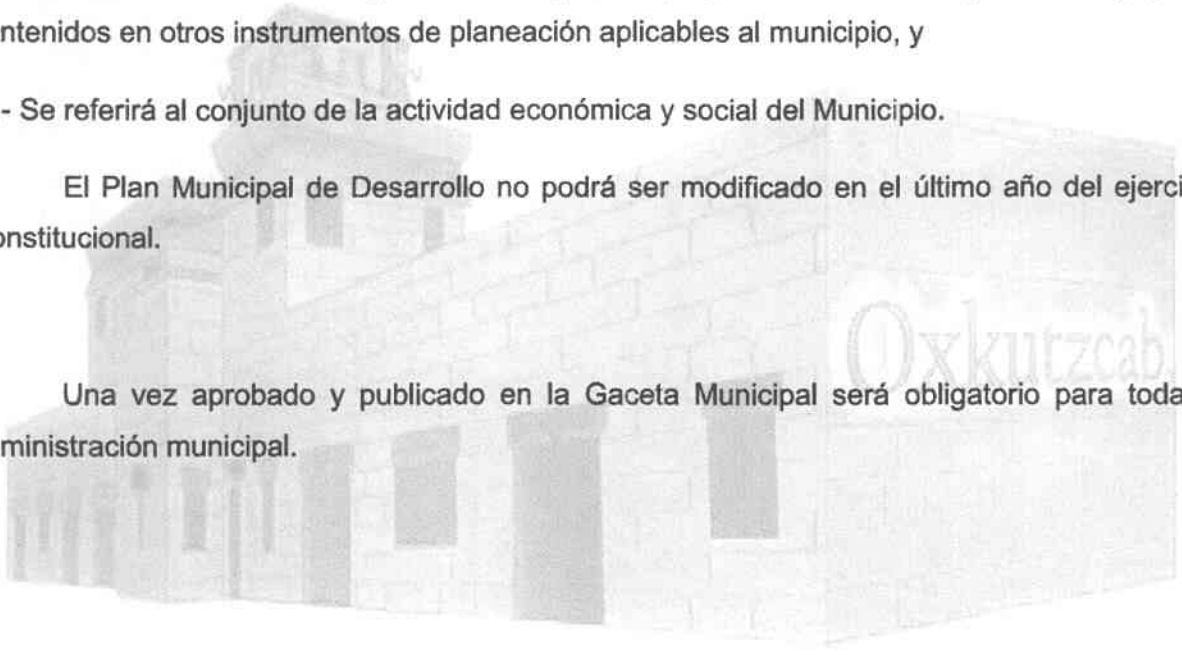 ntenidos en otros instrumentos de planeación aplicables al municipio, y
- Se referirá al conjunto de la actividad económica y social del Municipio.
El Plan Municipal de Desarrollo no podrá ser modificado en el último año del ejerci
onstitucional.
Oxkutzcab
Una vez aprobado y publicado en la Gaceta Municipal será obligatorio para toda
ministración municipal.